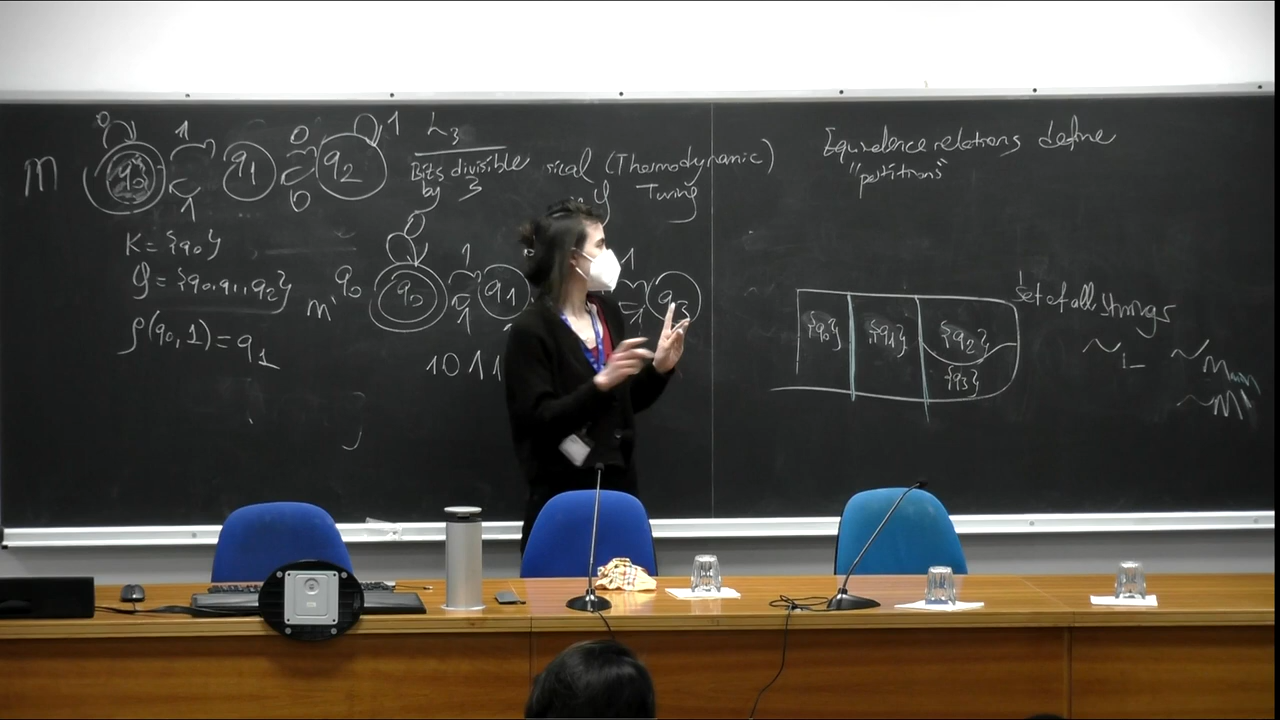 M
0 1 0 1
q0 q1 q2
1 0
K = {q0}
φ = {q0, q1, q2}
ρ(q0, 1) = q1
L3
Bits divisible
by 3
sical (Thermodynamic)
Turing
0 1 1
m' q0 q0 q1 q3
1 1
1011
Equivalence relations define
"partitions"
Set of all strings
{q0} {q1} {q2}
{q3}
~L ~M
~M'